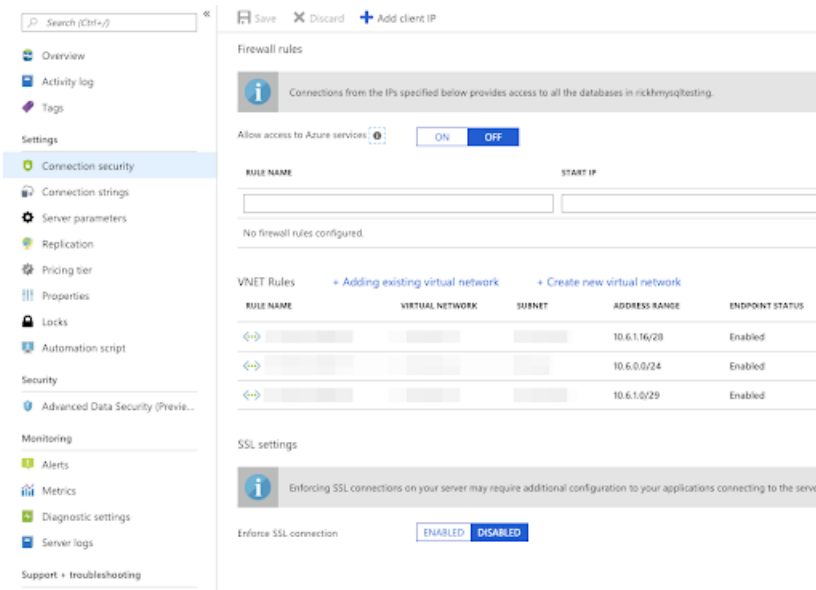 Search (Ctrl+/)
«
Overview
Activity log
Tags
Settings
Connection security
Connection strings
Server parameters
Replication
Pricing tier
Properties
Locks
Automation script
Security
Advanced Data Security (Previe...
Monitoring
Alerts
Metrics
Diagnostic settings
Server logs
Support + troubleshooting
Save Discard Add client IP
Firewall rules
Connections from the IPs specified below provides access to all the databases in rickhmysqltesting.
Allow access to Azure services ON OFF
RULE NAME START IP
No firewall rules configured.
VNET Rules + Adding existing virtual network + Create new virtual network
RULE NAME VIRTUAL NETWORK SUBNET ADDRESS RANGE ENDPOINT STATUS
10.6.1.16/28 Enabled
10.6.0.0/24 Enabled
10.6.1.0/29 Enabled
SSL settings
Enforcing SSL connections on your server may require additional configuration to your applications connecting to the serve
Enforce SSL connection ENABLED DISABLED